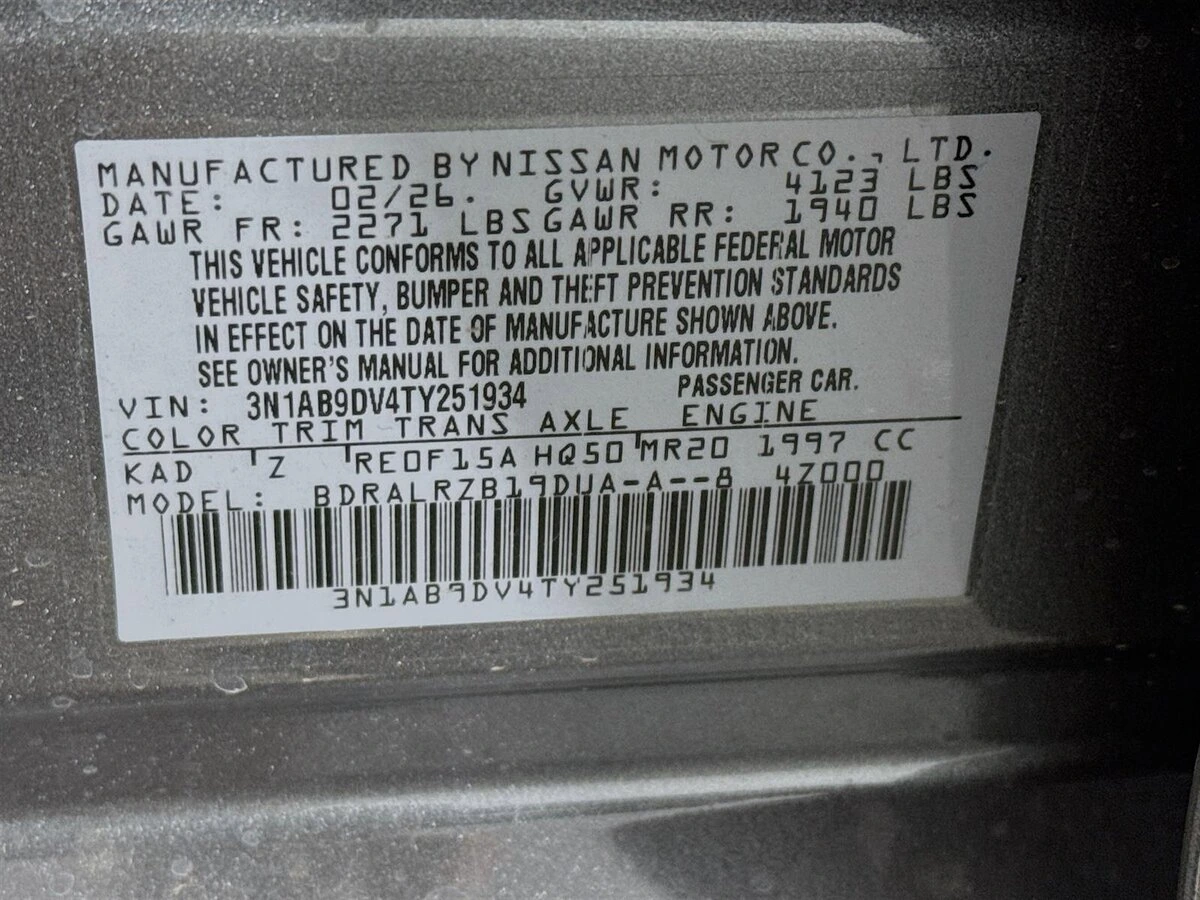 MANUFACTURED BY NISSAN MOTOR CO., LTD.
DATE: 02/26. GVWR: 4123 LBS
GAWR FR: 2271 LBS GAWR RR: 1940 LBS
THIS VEHICLE CONFORMS TO ALL APPLICABLE FEDERAL MOTOR
VEHICLE SAFETY, BUMPER AND THEFT PREVENTION STANDARDS
IN EFFECT ON THE DATE OF MANUFACTURE SHOWN ABOVE.
SEE OWNER'S MANUAL FOR ADDITIONAL INFORMATION.
VIN: 3N1AB9DV4TY251934 PASSENGER CAR.
COLOR TRIM TRANS AXLE ENGINE
KAD Z RE0F15A HQ50 MR20 1997 CC
MODEL: BDRALRZB19DUA-A--8 4Z000
3N1AB9DV4TY251934